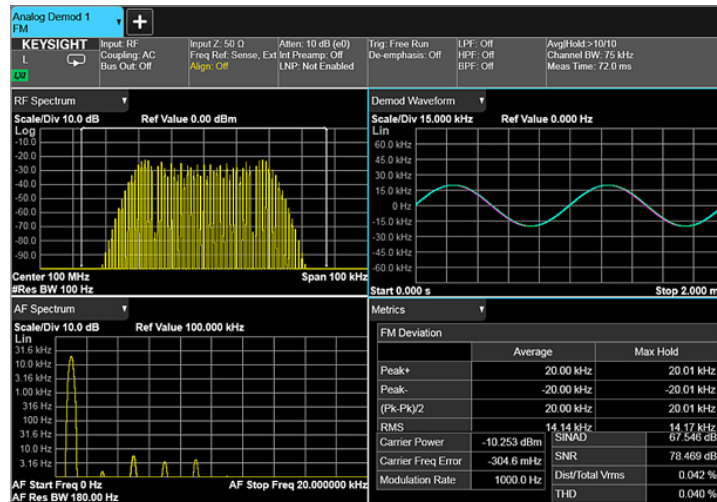 Analog Demod 1
FM
KEYSIGHT
L
LXI
Input: RF
Coupling: AC
Bus Out: Off
Input Z: 50 Ω
Freq Ref: Sense, Ext
Align: Off
Atten: 10 dB (e0)
Int Preamp: Off
LNP: Not Enabled
Trig: Free Run
De-emphasis: Off
LPF: Off
HPF: Off
BPF: Off
Avg|Hold:>10/10
Channel BW: 75 kHz
Meas Time: 72.0 ms
RF Spectrum
Scale/Div 10.0 dB Ref Value 0.00 dBm
Log
-10.0
-20.0
-30.0
-40.0
-50.0
-60.0
-70.0
-80.0
-90.0
Center 100 MHz Span 100 kHz
#Res BW 100 Hz
Demod Waveform
Scale/Div 15.000 kHz Ref Value 0.000 Hz
Lin
60.0 kHz
45.0 kHz
30.0 kHz
15.0 kHz
0 Hz
-15.0 kHz
-30.0 kHz
-45.0 kHz
-60.0 kHz
Start 0.000 s Stop 2.000 m
AF Spectrum
Scale/Div 10.0 dB Ref Value 100.000 kHz
Lin
31.6 kHz
10.0 kHz
3.16 kHz
1.00 kHz
316 Hz
100 Hz
31.6 Hz
10.0 Hz
3.16 Hz
AF Start Freq 0 Hz AF Stop Freq 20.000000 kHz
AF Res BW 180.00 Hz
Metrics
FM Deviation
Average Max Hold
Peak+ 20.00 kHz 20.01 kHz
Peak- -20.00 kHz -20.01 kHz
(Pk-Pk)/2 20.00 kHz 20.01 kHz
RMS 14.14 kHz 14.17 kHz
Carrier Power -10.253 dBm
Carrier Freq Error -304.6 mHz
Modulation Rate 1000.0 Hz
SINAD 67.546 dB
SNR 78.469 dB
Dist/Total Vrms 0.042 %
THD 0.040 %